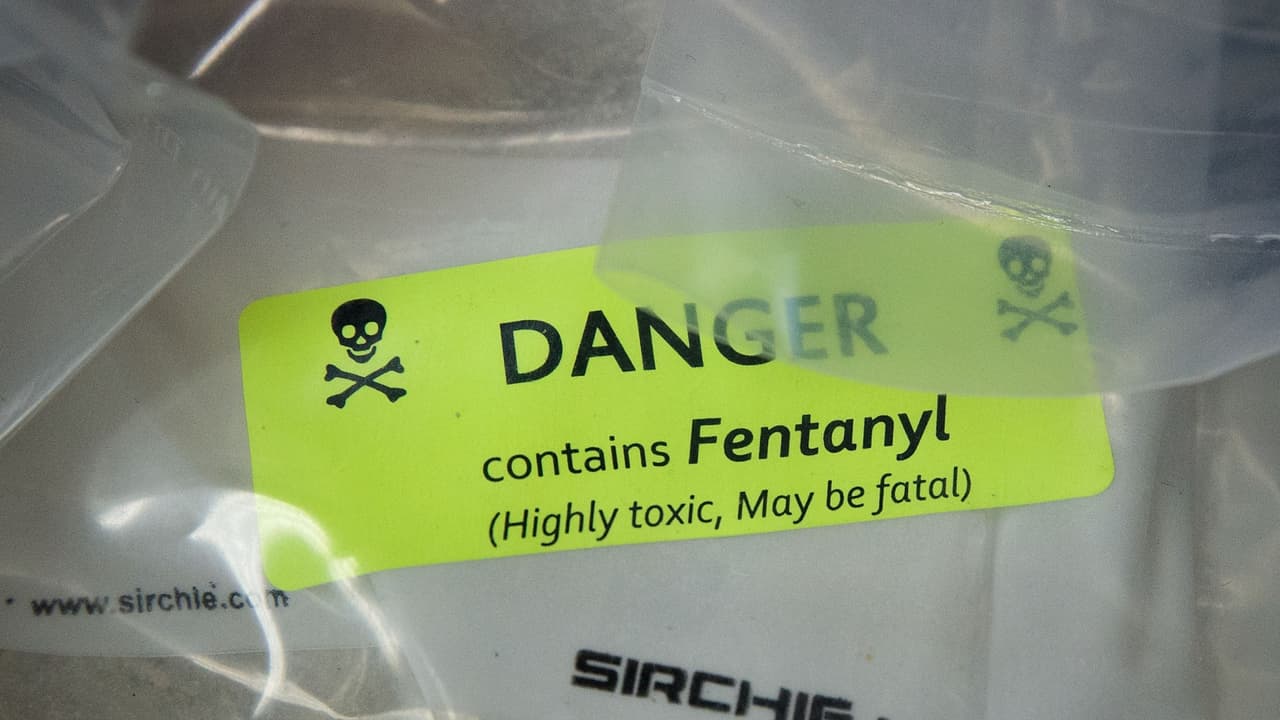 DANGER
contains Fentanyl
(Highly toxic, May be fatal)
www.sirchie.com
SIRCHIE